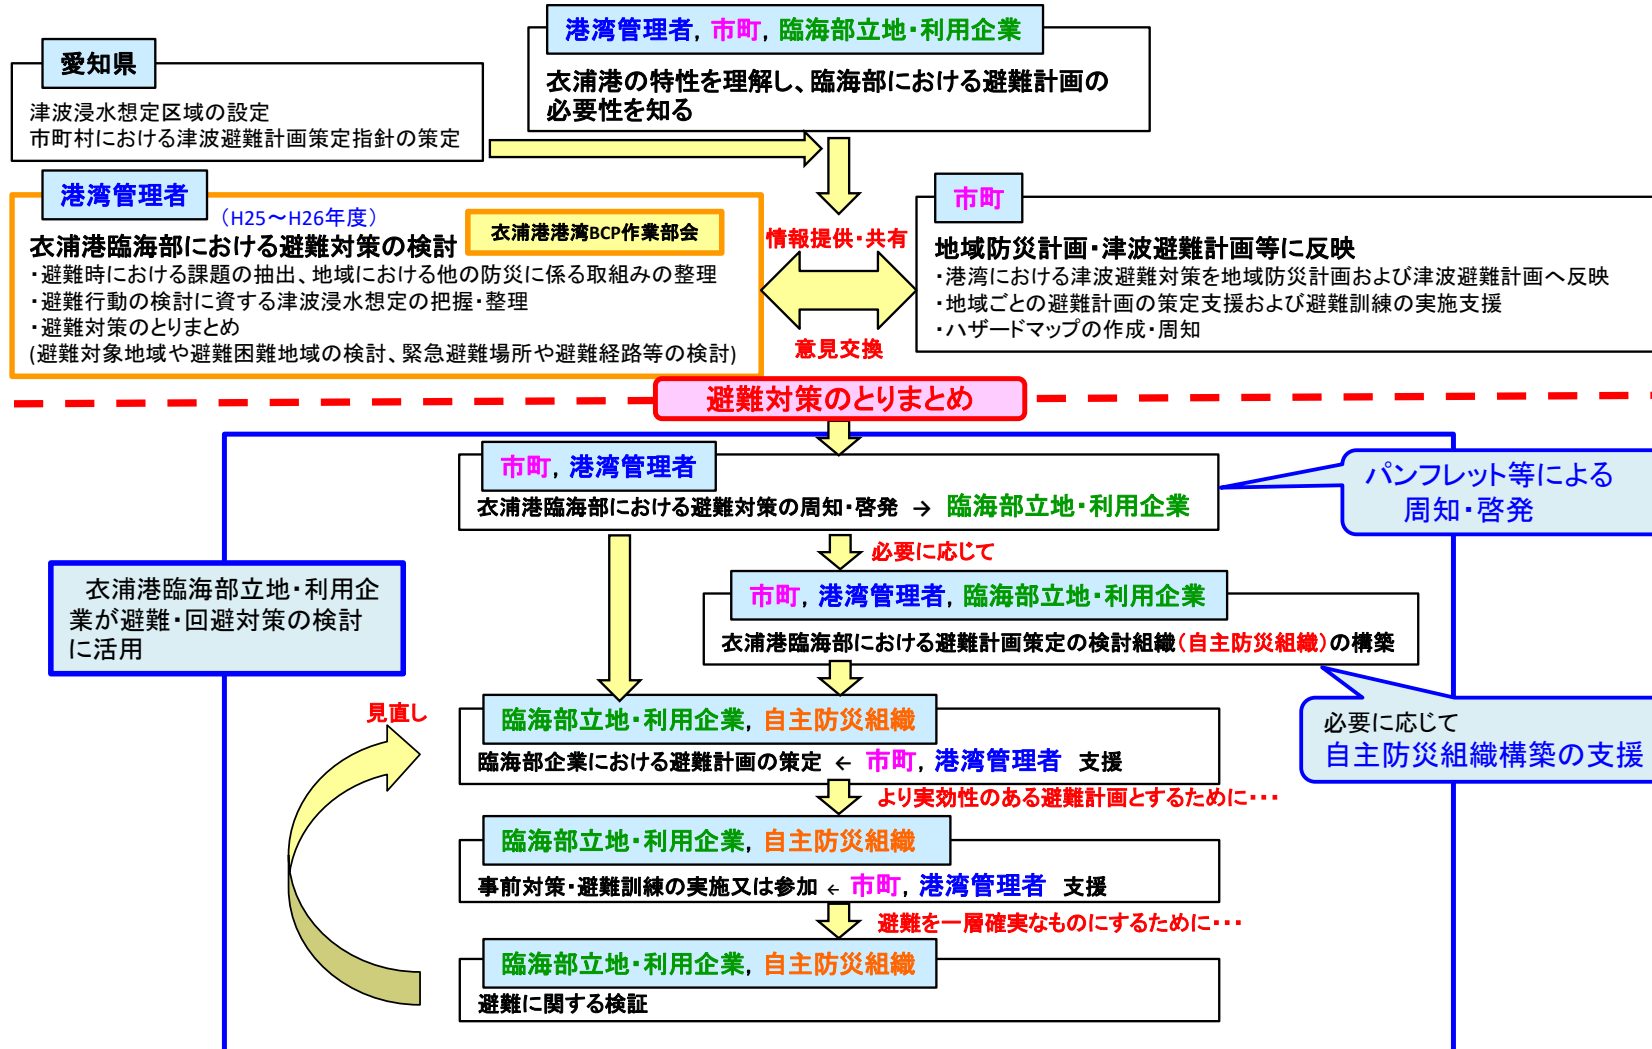 港湾管理者, 市町, 臨海部立地・利用企業
衣浦港の特性を理解し、臨海部における避難計画の
必要性を知る
愛知県
津波浸水想定区域の設定
市町村における津波避難計画策定指針の策定
港湾管理者
（H25～H26年度）
衣浦港港湾BCP作業部会
衣浦港臨海部における避難対策の検討
・避難時における課題の抽出、地域における他の防災に係る取組みの整理
・避難行動の検討に資する津波浸水想定の把握・整理
・避難対策のとりまとめ
(避難対象地域や避難困難地域の検討、緊急避難場所や避難経路等の検討)
情報提供・共有
意見交換
市町
地域防災計画・津波避難計画等に反映
・港湾における津波避難対策を地域防災計画および津波避難計画へ反映
・地域ごとの避難計画の策定支援および避難訓練の実施支援
・ハザードマップの作成・周知
避難対策のとりまとめ
市町, 港湾管理者
衣浦港臨海部における避難対策の周知・啓発 → 臨海部立地・利用企業
パンフレット等による
周知・啓発
必要に応じて
衣浦港臨海部立地・利用企
業が避難・回避対策の検討
に活用
市町, 港湾管理者, 臨海部立地・利用企業
衣浦港臨海部における避難計画策定の検討組織(自主防災組織)の構築
必要に応じて
自主防災組織構築の支援
見直し
臨海部立地・利用企業, 自主防災組織
臨海部企業における避難計画の策定 ← 市町, 港湾管理者 支援
より実効性のある避難計画とするために・・・
臨海部立地・利用企業, 自主防災組織
事前対策・避難訓練の実施又は参加 ← 市町, 港湾管理者 支援
避難を一層確実なものにするために・・・
臨海部立地・利用企業, 自主防災組織
避難に関する検証